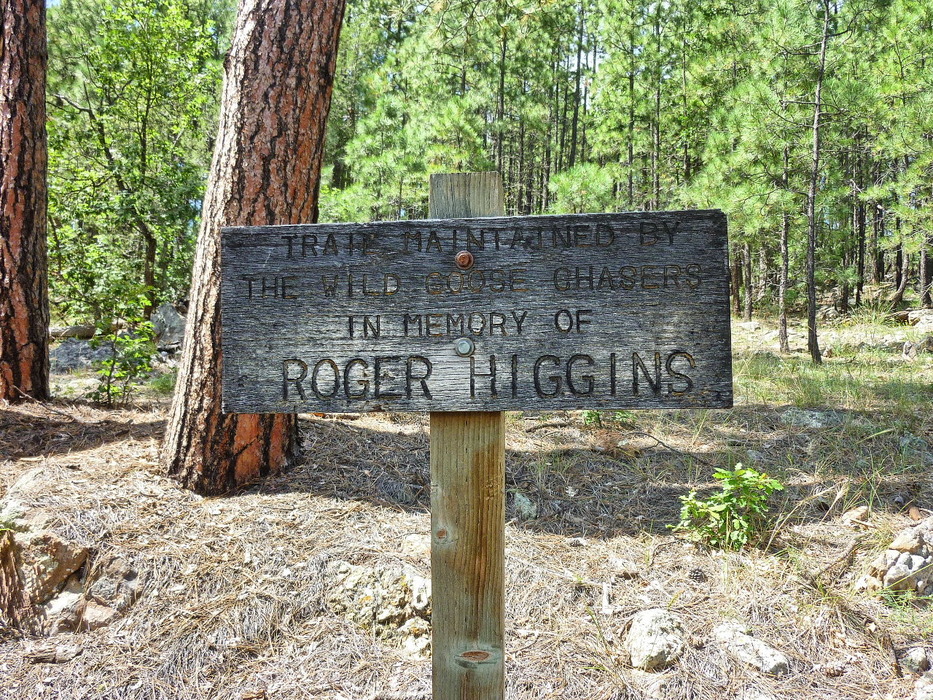 TRAIL MAINTAINED BY
THE WILD GOOSE CHASERS
IN MEMORY OF
ROGER HIGGINS